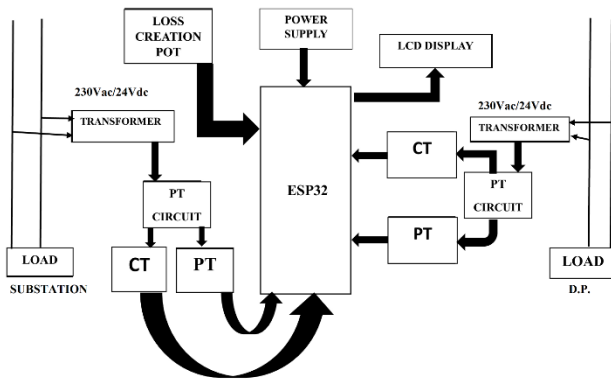 LOSS
CREATION
POT
POWER
SUPPLY
LCD DISPLAY
230Vac/24Vdc
TRANSFORMER
230Vac/24Vdc
TRANSFORMER
ESP32
CT
PT
CIRCUIT
PT
CIRCUIT
PT
LOAD
SUBSTATION
CT
PT
LOAD
D.P.